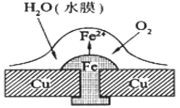 H₂O (水膜)
Fe²⁺
O₂
Fe
Cu
Cu